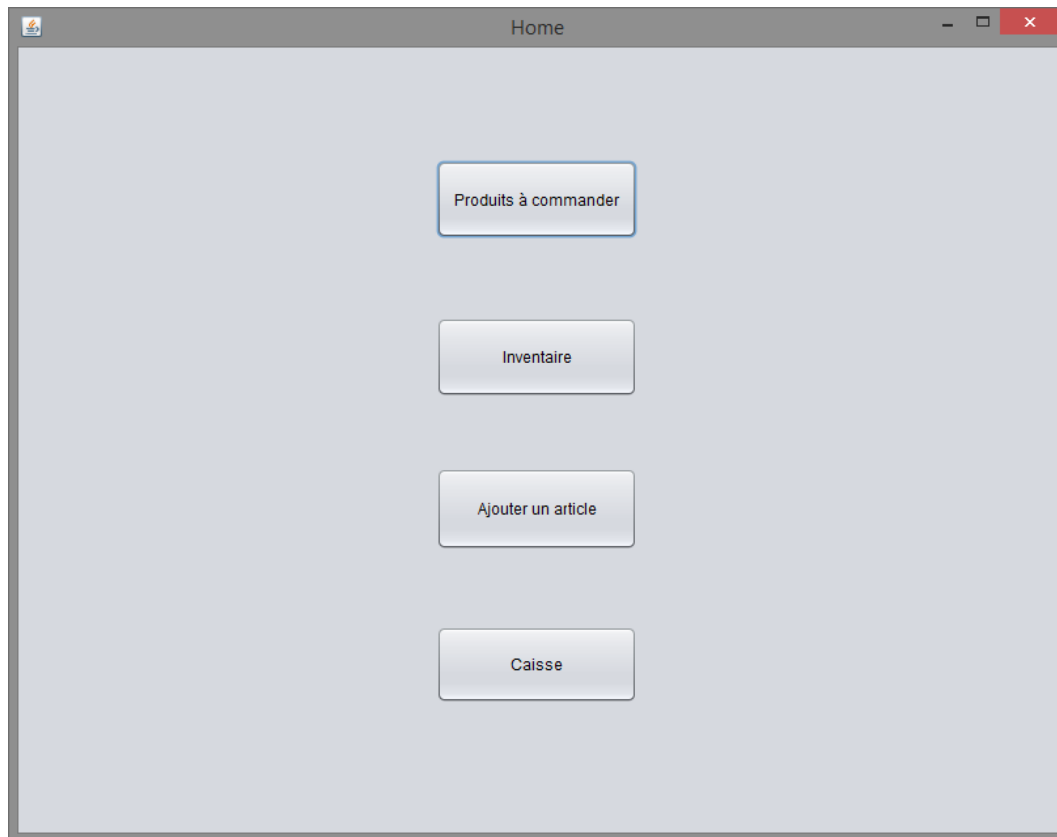 Home
Produits à commander
Inventaire
Ajouter un article
Caisse